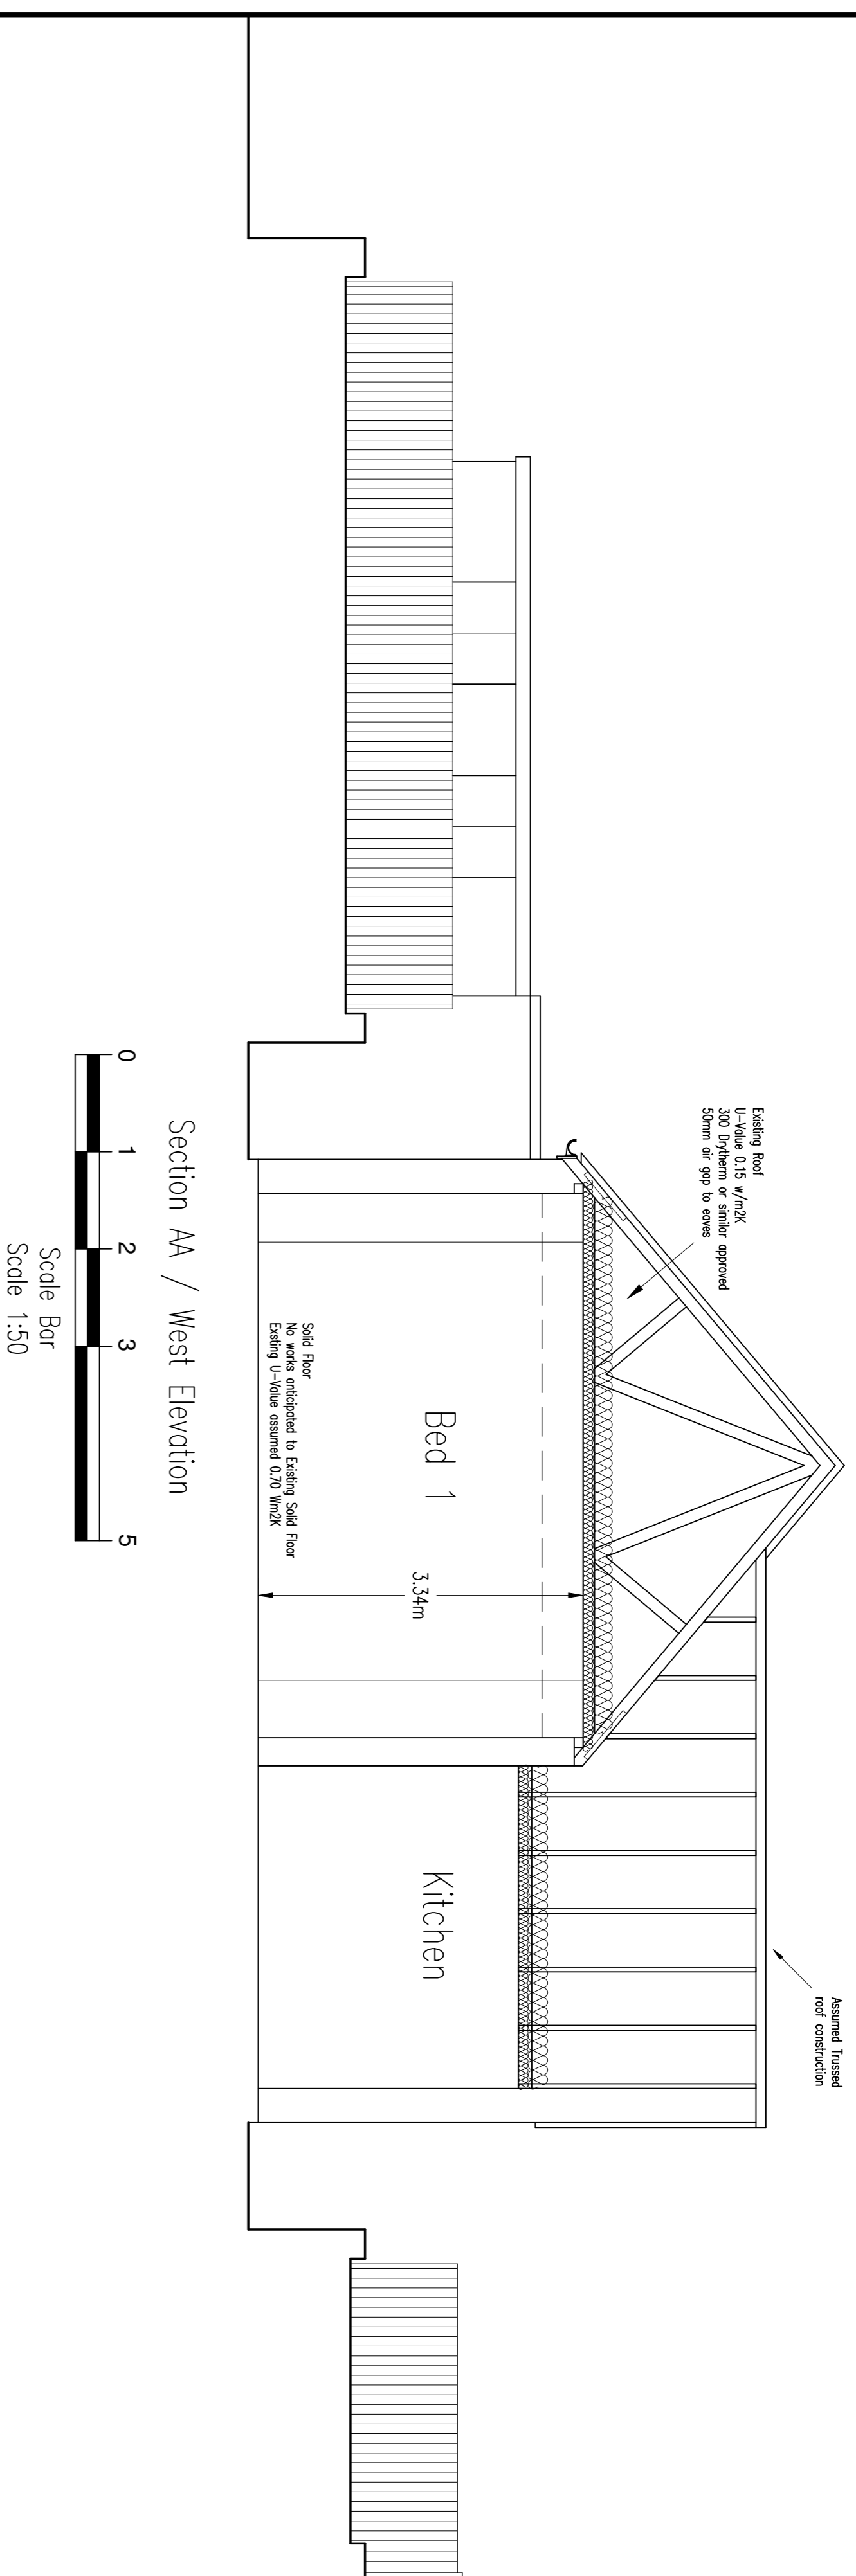 Existing Roof
U-Value 0.15 w/m2K
300 Drytherm or similar approved
50mm air gap to eaves
Assumed Trussed
roof construction
Bed 1
3.34m
Kitchen
Solid Floor
No works anticipated to Existing Solid Floor
Exsting U-Value assumed 0.70 Wm2K
Section AA / West Elevation
0 1 2 3 5
Scale Bar
Scale 1:50